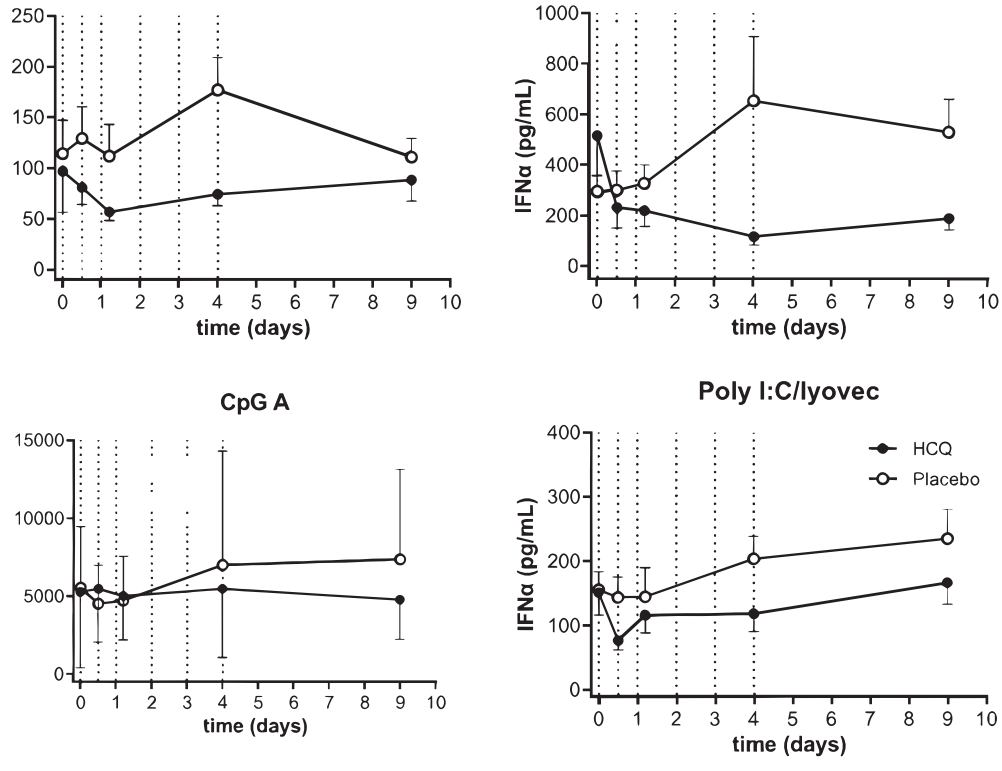 250
200
150
100
50
0
0 1 2 3 4 5 6 7 8 9 10
time (days)
1000
800
600
400
200
0
IFNα (pg/mL)
0 1 2 3 4 5 6 7 8 9 10
time (days)
CpG A
15000
10000
5000
0
0 1 2 3 4 5 6 7 8 9 10
time (days)
Poly I:C/lyovec
HCQ
Placebo
400
300
200
100
0
IFNα (pg/mL)
0 1 2 3 4 5 6 7 8 9 10
time (days)